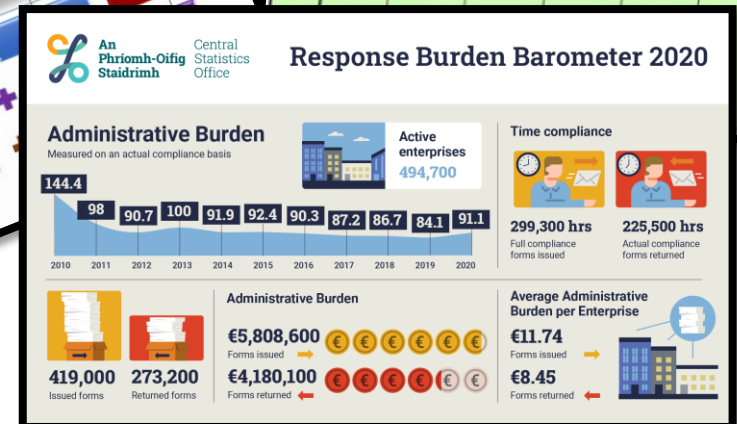 An
Phríomh-Oifig
Staidrimh
Central
Statistics
Office
Response Burden Barometer 2020
Administrative Burden
Measured on an actual compliance basis
Active
enterprises
494,700
144.4
98
90.7
100
91.9
92.4
90.3
87.2
86.7
84.1
91.1
2010 2011 2012 2013 2014 2015 2016 2017 2018 2019 2020
Time compliance
299,300 hrs
Full compliance
forms issued
225,500 hrs
Actual compliance
forms returned
419,000
Issued forms
273,200
Returned forms
Administrative Burden
€5,808,600
Forms issued
€ € € € € €
€4,180,100
Forms returned
€ € € € € €
Average Administrative
Burden per Enterprise
€11.74
Forms issued
€8.45
Forms returned